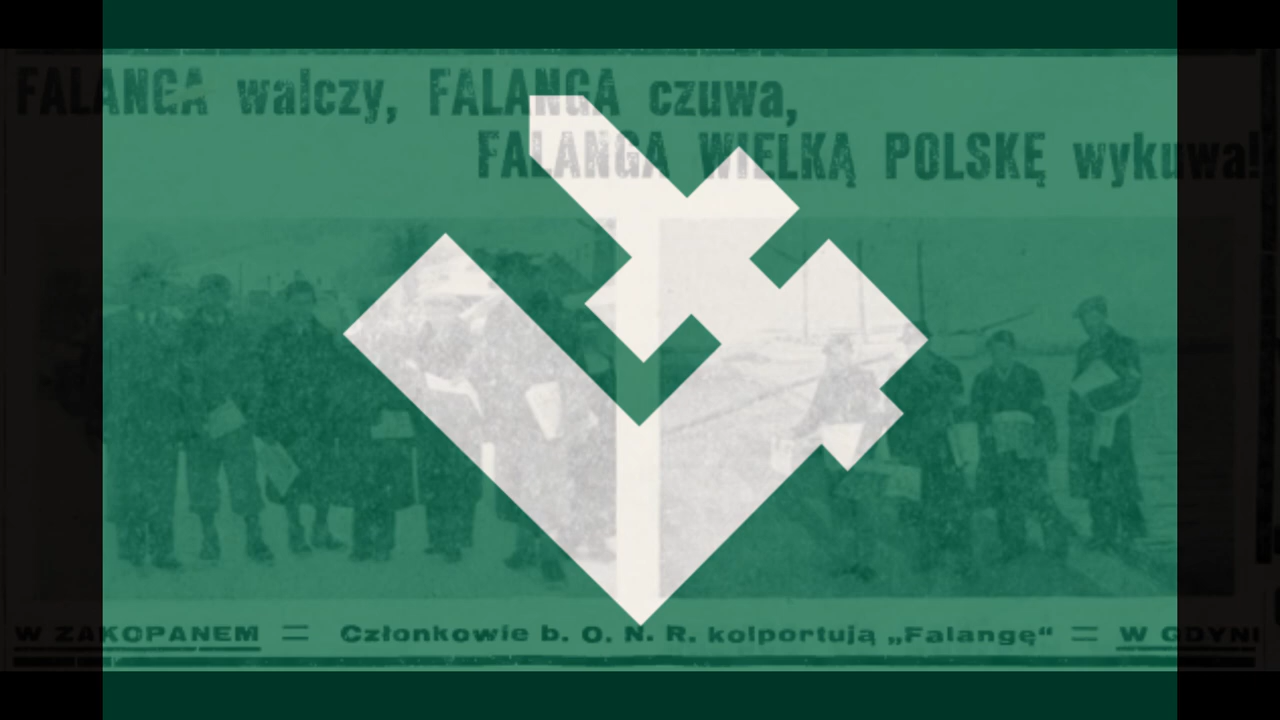 FALANGA walczy, FALANGA czuwa,
FALANGA WIELKĄ POLSKĘ wykuwa!
W ZAKOPANEM = Członkowie b. O. N. R. kolportują „Falangę“ = W GDYNI